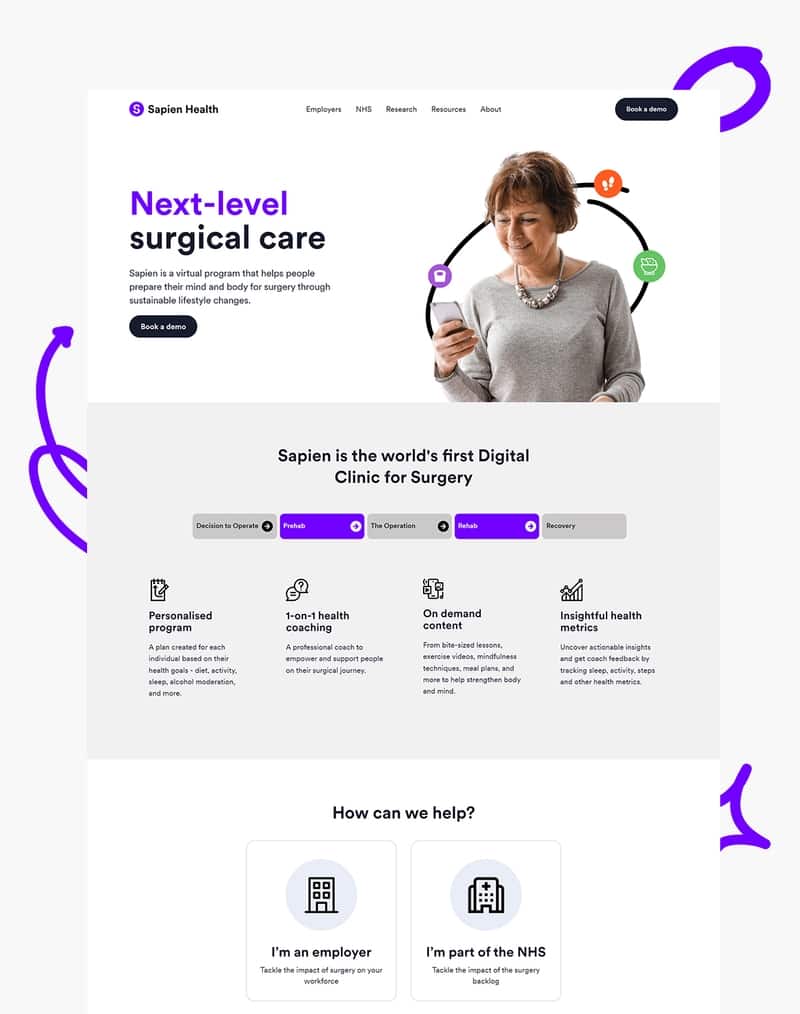 S Sapien Health
Employers NHS Research Resources About
Book a demo
Next-level
surgical care
Sapien is a virtual program that helps people
prepare their mind and body for surgery through
sustainable lifestyle changes.
Book a demo
Sapien is the world's first Digital
Clinic for Surgery
Decision to Operate
Prehab
The Operation
Rehab
Recovery
Personalised
program
A plan created for each
individual based on their
health goals - diet, activity,
sleep, alcohol moderation,
and more.
1-on-1 health
coaching
A professional coach to
empower and support people
on their surgical journey.
On demand
content
From bite-sized lessons,
exercise videos, mindfulness
techniques, meal plans, and
more to help strengthen body
and mind.
Insightful health
metrics
Uncover actionable insights
and get coach feedback by
tracking sleep, activity, steps
and other health metrics.
How can we help?
I'm an employer
Tackle the impact of surgery on your
workforce
I'm part of the NHS
Tackle the impact of the surgery
backlog